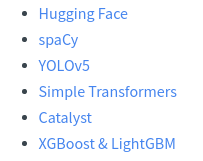 Hugging Face
spaCy
YOLOv5
Simple Transformers
Catalyst
XGBoost & LightGBM